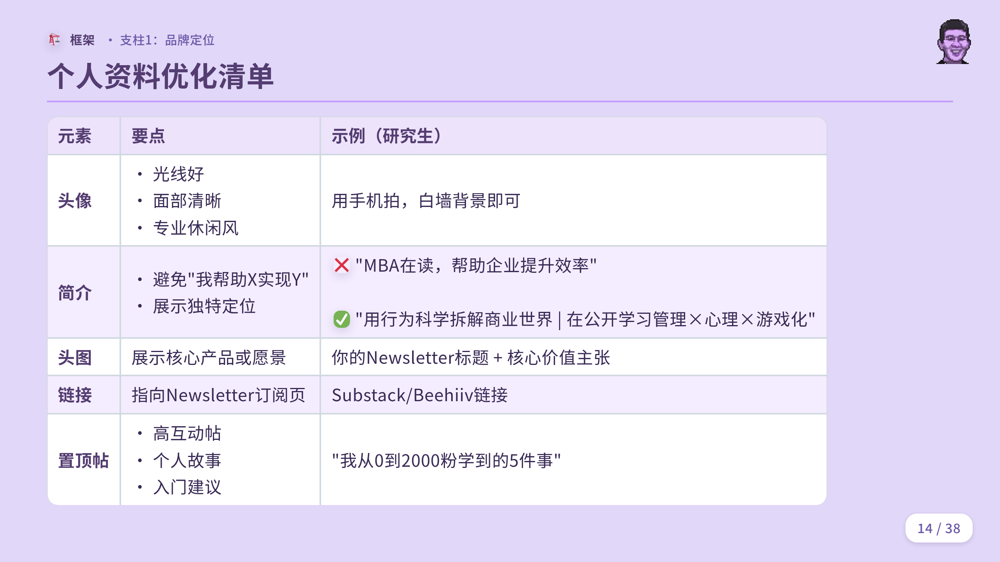 框架 • 支柱1：品牌定位
个人资料优化清单
元素 要点 示例（研究生）
头像
• 光线好
• 面部清晰
• 专业休闲风
用手机拍，白墙背景即可
简介
• 避免"我帮助X实现Y"
• 展示独特定位
❌ "MBA在读，帮助企业提升效率"
✅ "用行为科学拆解商业世界 | 在公开学习管理×心理×游戏化"
头图 展示核心产品或愿景 你的Newsletter标题 + 核心价值主张
链接 指向Newsletter订阅页 Substack/Beehiiv链接
置顶帖
• 高互动帖
• 个人故事
• 入门建议
"我从0到2000粉学到的5件事"
14 / 38